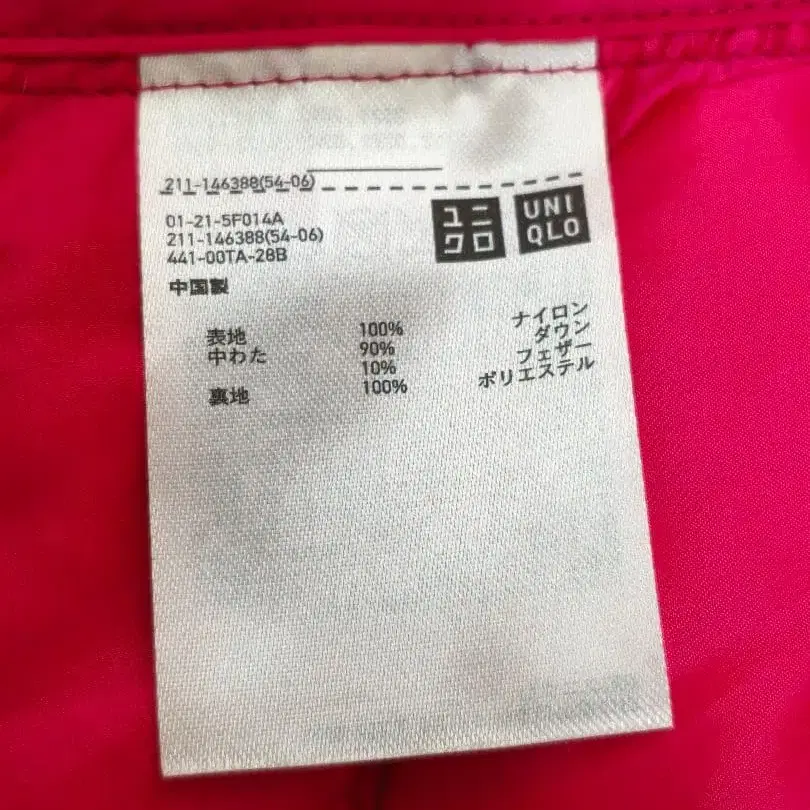 211-146388(54-06)
01-21-5F014A
211-146388(54-06)
441-00TA-28B
中国製
ユニ
クロ
UNI
QLO
表地 100% ナイロン
中わた 90% ダウン
10% フェザー
裏地 100% ポリエステル